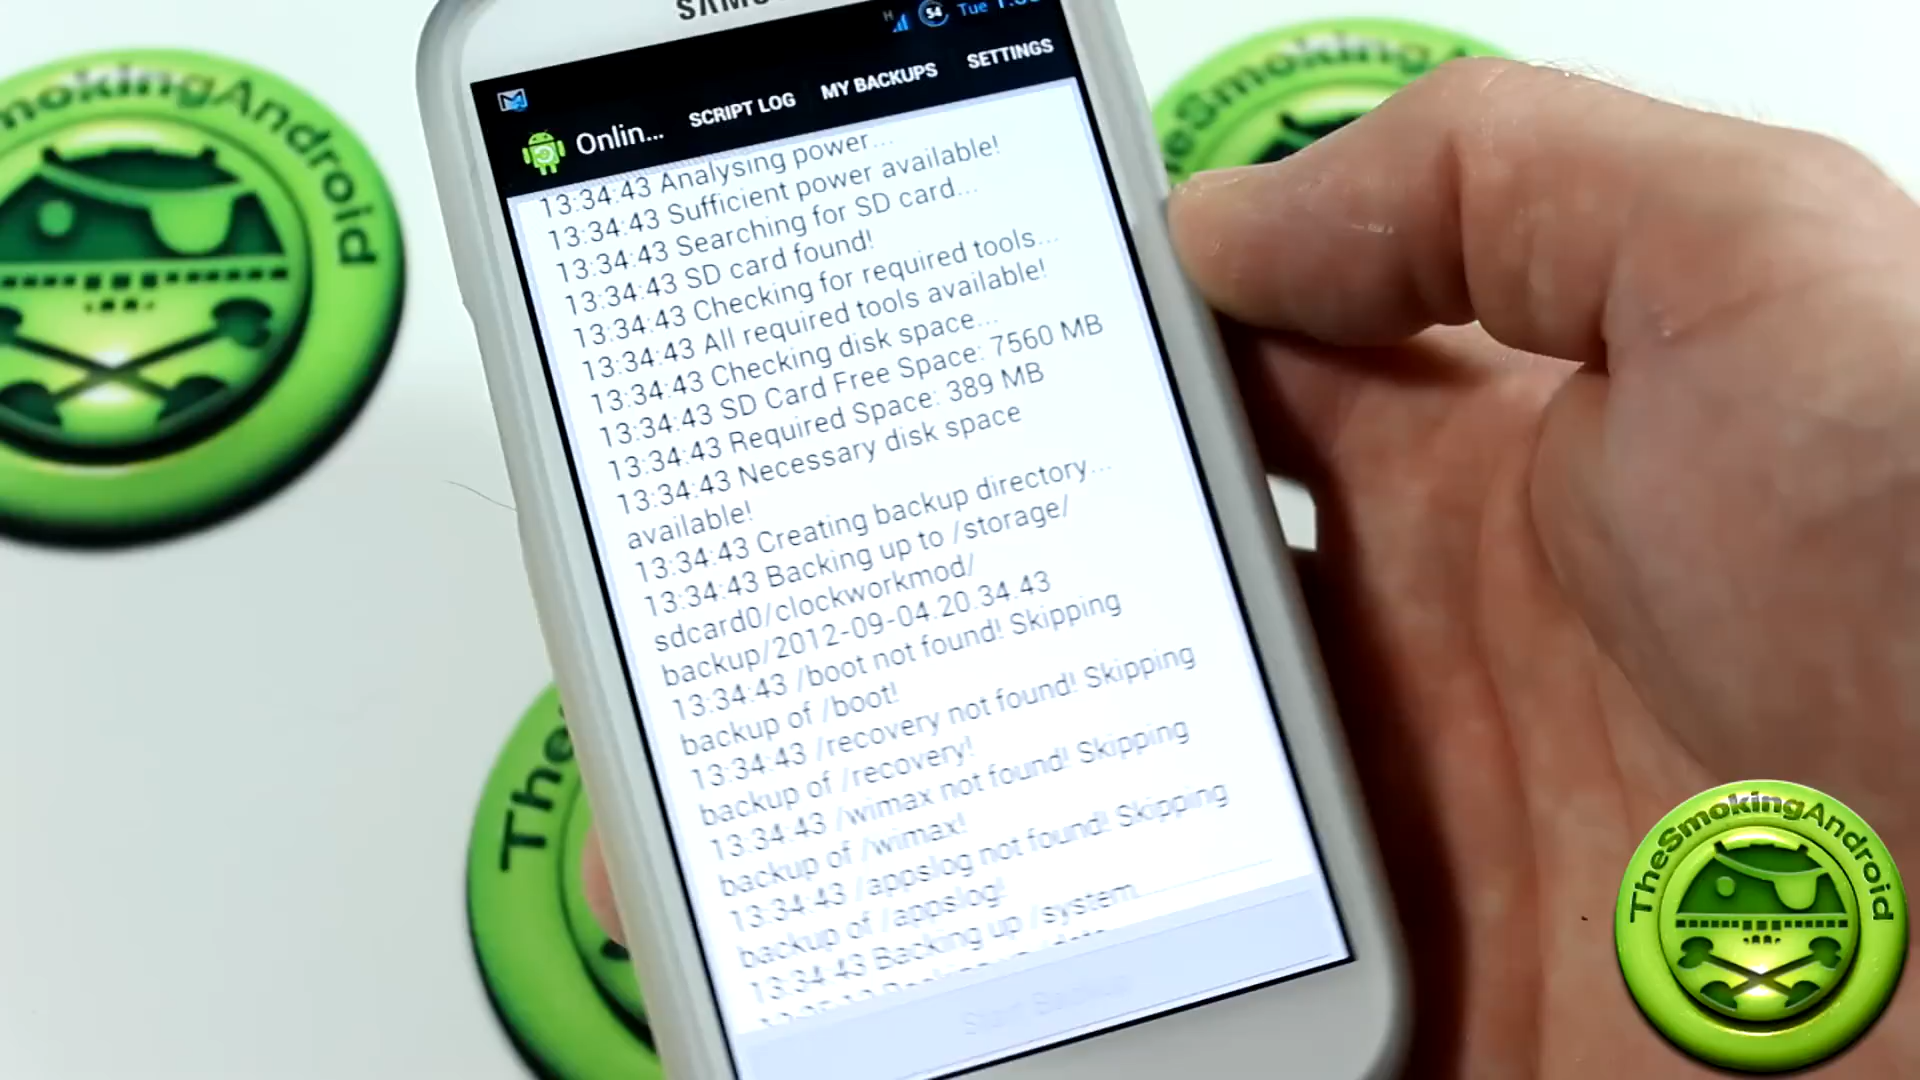 SAMS
H 54 Tue
Onlin... SCRIPT LOG MY BACKUPS SETTINGS
13:34:43 Analysing power...
13:34:43 Sufficient power available!
13:34:43 Searching for SD card...
13:34:43 SD card found!
13:34:43 Checking for required tools...
13:34:43 All required tools available!
13:34:43 Checking disk space...
13:34:43 SD Card Free Space: 7560 MB
13:34:43 Required Space: 389 MB
13:34:43 Necessary disk space
available!
13:34:43 Creating backup directory...
13:34:43 Backing up to /storage/
sdcard0/clockworkmod/
backup/2012-09-04.20.34.43
13:34:43 /boot not found! Skipping
backup of /boot!
13:34:43 /recovery not found! Skipping
backup of /recovery!
13:34:43 /wimax not found! Skipping
backup of /wimax!
13:34:43 /appslog not found! Skipping
backup of /appslog!
13:34:43 Backing up /system...
Start Backup
mokingAndroid
TheSmokingAndroid
The
TheSmokingAndroid